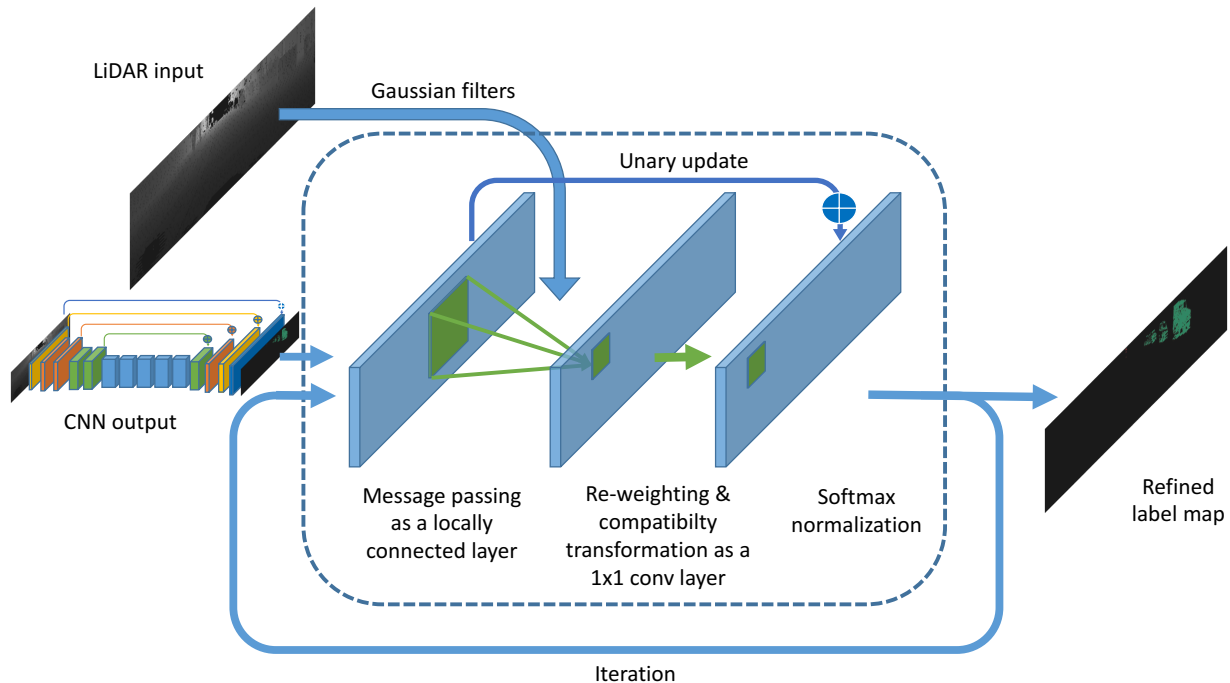 LiDAR input
Gaussian filters
Unary update
CNN output
Message passing
as a locally
connected layer
Re-weighting &
compatibilty
transformation as a
1x1 conv layer
Softmax
normalization
Refined
label map
Iteration